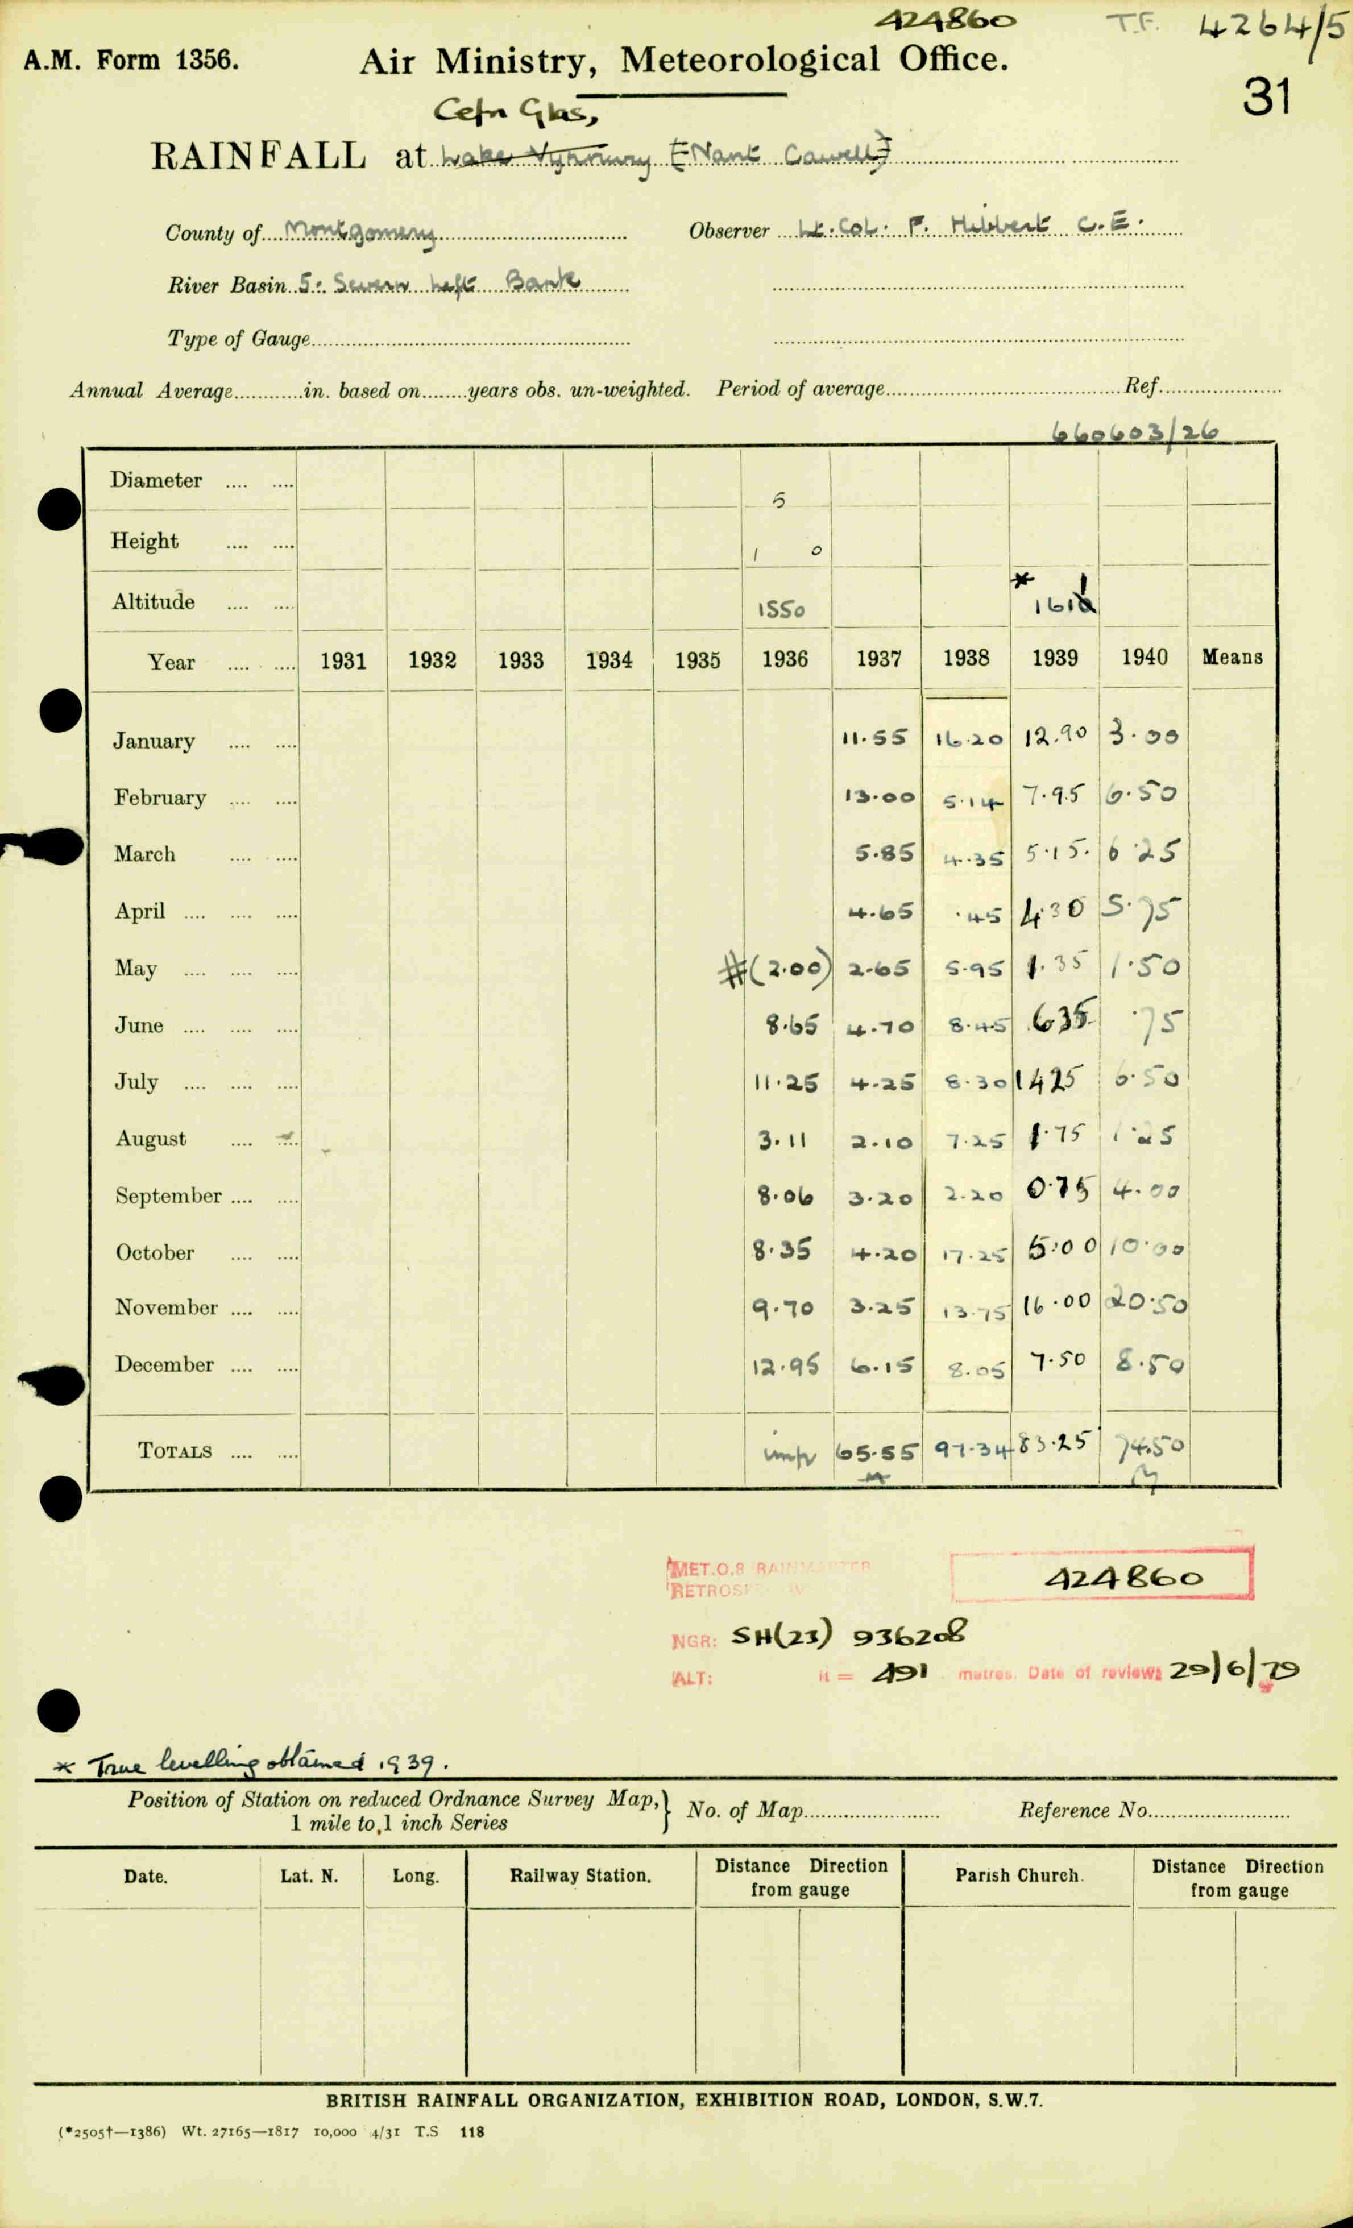 424860 T.F. 4264/5
A.M. Form 1356. Air Ministry, Meteorological Office.
31
Cefn Glas,
RAINFALL at Lake Vyrnwy [Nant Cawell]
County of Montgomery Observer Lt. Col. F. Hibbert C.E.
River Basin 5. Severn Left Bank
Type of Gauge
Annual Average in. based on years obs. un-weighted. Period of average Ref.
660603/26
Diameter 5
Height 1 0
Altitude 1550 * 1611
Year 1931 1932 1933 1934 1935 1936 1937 1938 1939 1940 Means
January 11.55 16.20 12.90 3.00
February 13.00 5.14 7.95 6.50
March 5.85 4.35 5.15 6.25
April 4.65 .45 4.30 5.75
May #(2.00) 2.65 5.95 1.35 1.50
June 8.65 4.70 8.45 635 .75
July 11.25 4.25 8.30 1425 6.50
August 3.11 2.10 7.25 1.75 1.25
September 8.06 3.20 2.20 0.75 4.00
October 8.35 4.20 17.25 5.00 10.00
November 9.70 3.25 13.75 16.00 20.50
December 12.95 6.15 8.05 7.50 8.50
TOTALS imp 65.55 97.34 83.25 74.50
MET.O.8
424860
NGR: SH(23) 936208
ALT: ft = 491 metres. Date of review: 29/6/79
* True levelling obtained 1939.
Position of Station on reduced Ordnance Survey Map, } No. of Map Reference No.
1 mile to 1 inch Series
Date. Lat. N. Long. Railway Station. Distance Direction from gauge Parish Church. Distance Direction from gauge
BRITISH RAINFALL ORGANIZATION, EXHIBITION ROAD, LONDON, S.W.7.
(*2505†—1386) Wt. 27165—1817 10,000 4/31 T.S 118